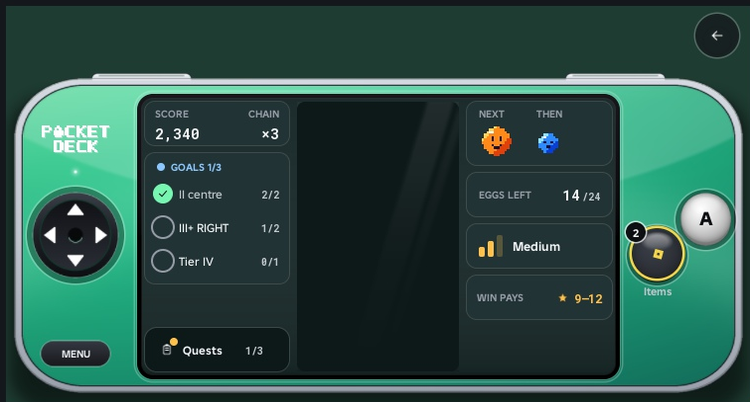 POCKET
DECK
SCORE CHAIN
2,340 ×3
GOALS 1/3
II centre 2/2
III+ RIGHT 1/2
Tier IV 0/1
Quests 1/3
MENU
NEXT THEN
EGGS LEFT 14/24
Medium
WIN PAYS ★ 9–12
A
2
Items